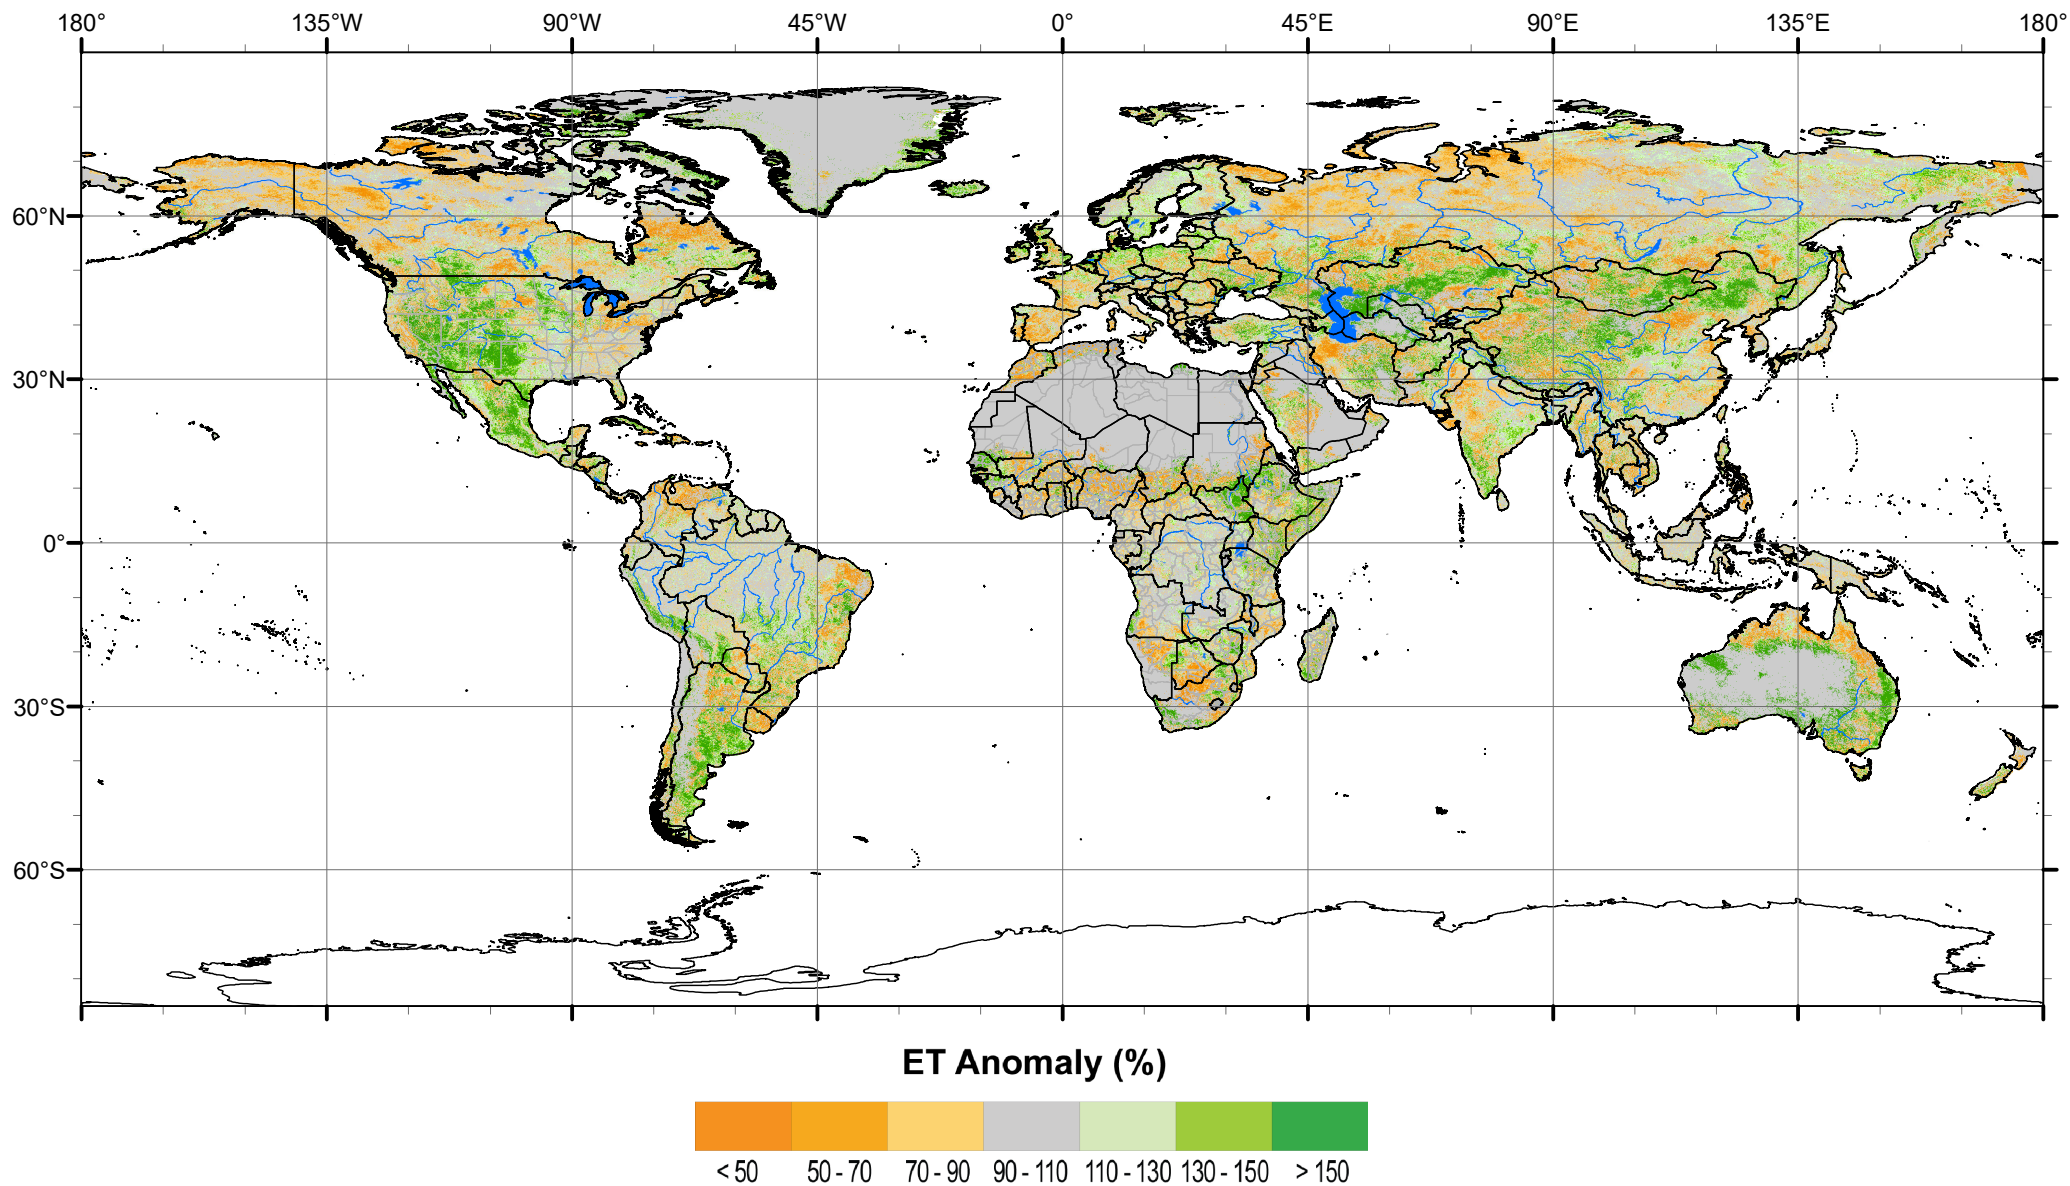 180° 135°W 90°W 45°W 0° 45°E 90°E 135°E 180°
60°N
30°N
0°
30°S
60°S
ET Anomaly (%)
< 50 50 - 70 70 - 90 90 - 110 110 - 130 130 - 150 > 150